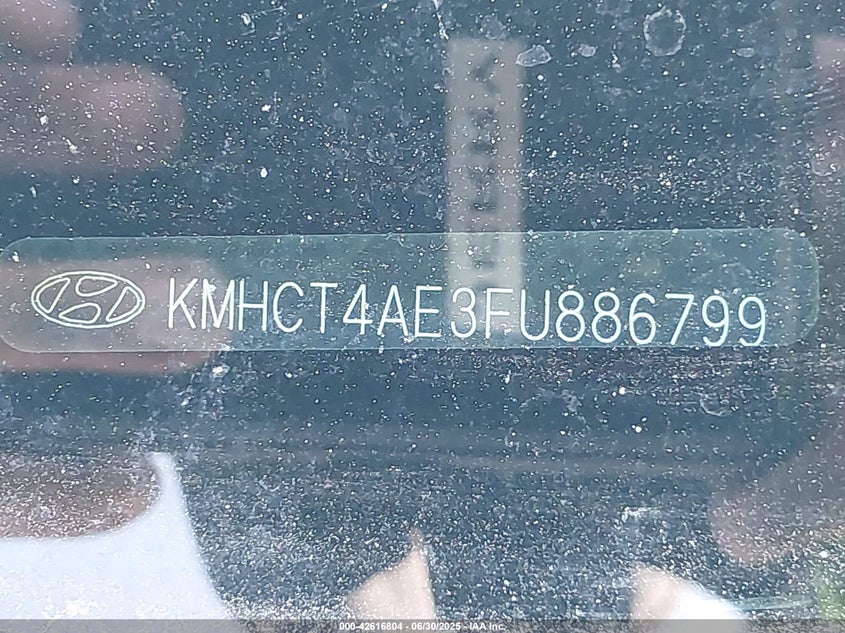 KMHCT4AE3FU886799
000-42616804 - 06/30/2025 - IAA Inc.